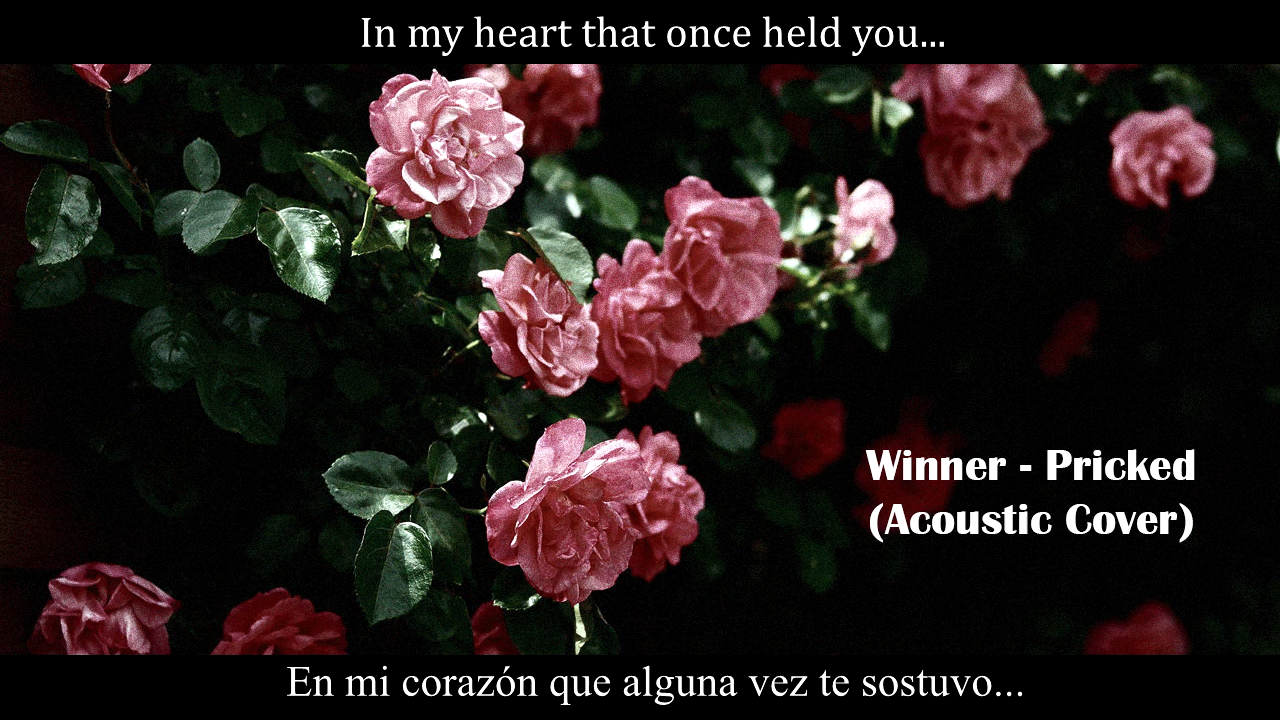 In my heart that once held you...
Winner - Pricked
(Acoustic Cover)
En mi corazón que alguna vez te sostuvo...